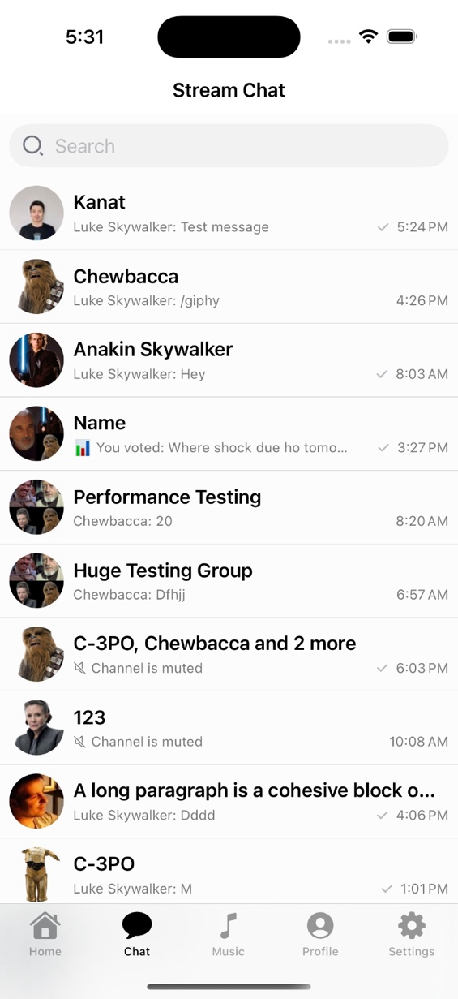 5:31
Stream Chat
Search
Kanat
Luke Skywalker: Test message 5:24 PM
Chewbacca
Luke Skywalker: /giphy 4:26 PM
Anakin Skywalker
Luke Skywalker: Hey 8:03 AM
Name
You voted: Where shock due ho tomo... 3:27 PM
Performance Testing
Chewbacca: 20 8:20 AM
Huge Testing Group
Chewbacca: Dfhjj 6:57 AM
C-3PO, Chewbacca and 2 more
Channel is muted 6:03 PM
123
Channel is muted 10:08 AM
A long paragraph is a cohesive block o...
Luke Skywalker: Dddd 4:06 PM
C-3PO
Luke Skywalker: M 1:01 PM
Home Chat Music Profile Settings